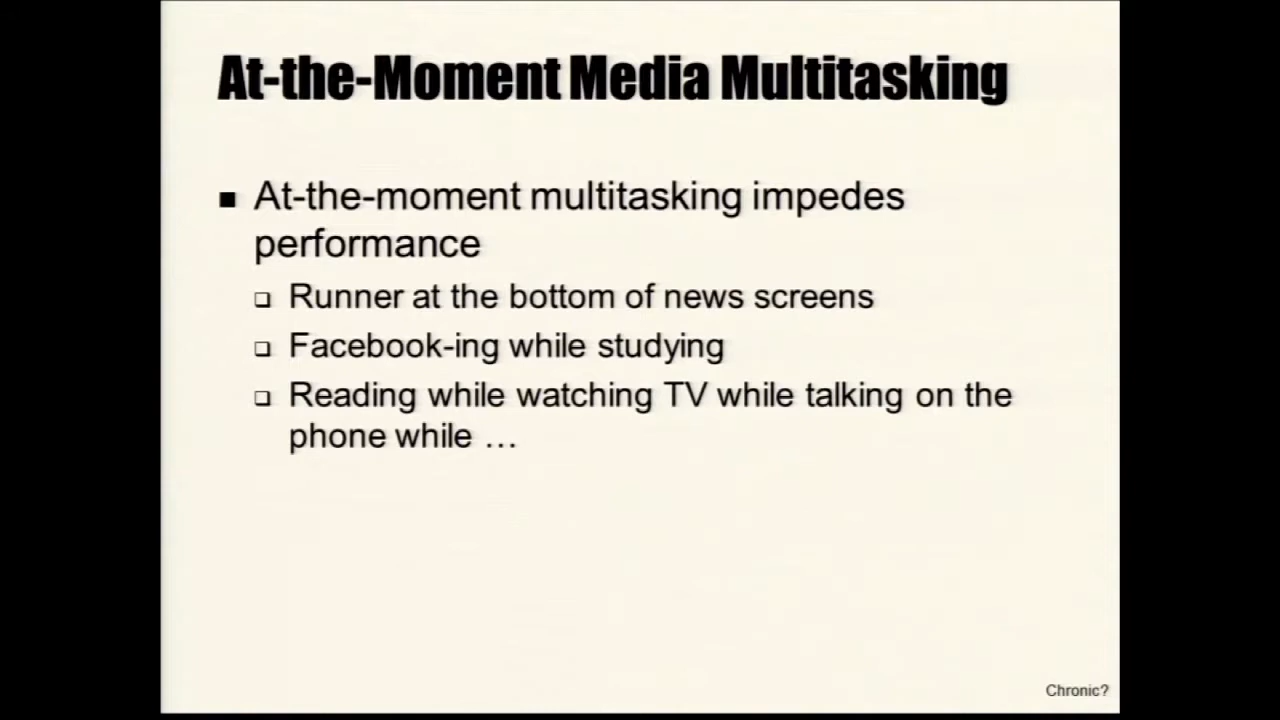 At-the-Moment Media Multitasking
At-the-moment multitasking impedes
performance
Runner at the bottom of news screens
Facebook-ing while studying
Reading while watching TV while talking on the
phone while …
Chronic?